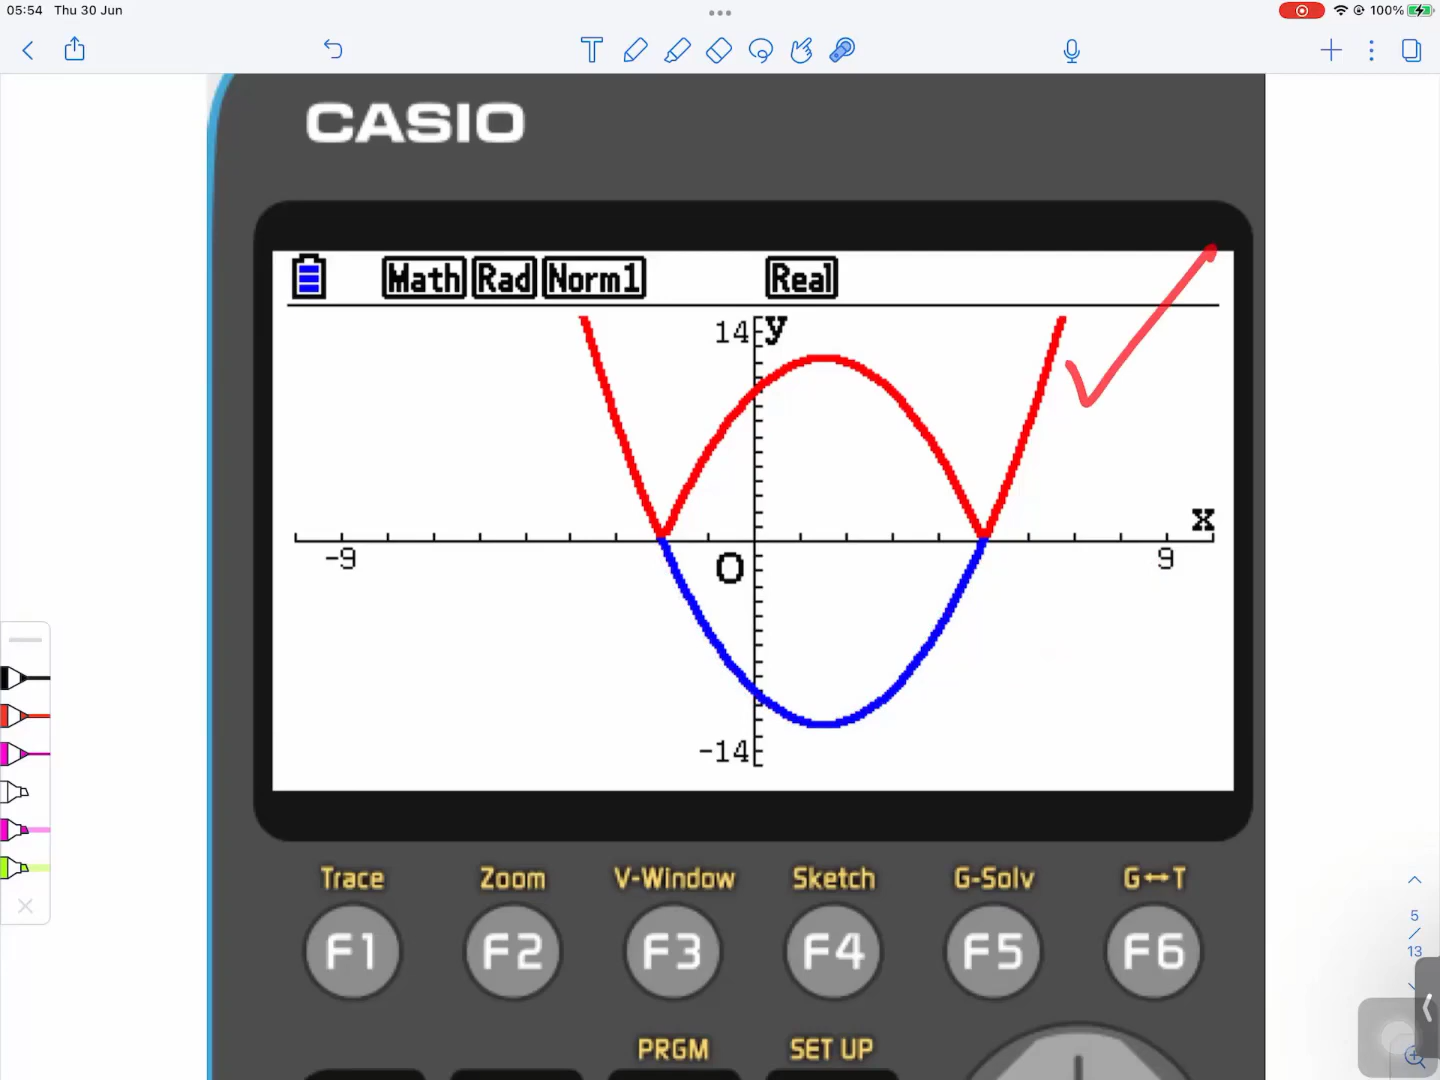 05:54 Thu 30 Jun
100%
T
CASIO
Math Rad Norm1 Real
14 y
x
-9 O 9
-14
Trace Zoom V-Window Sketch G-Solv G↔T
F1 F2 F3 F4 F5 F6
PRGM SET UP
5
/
13